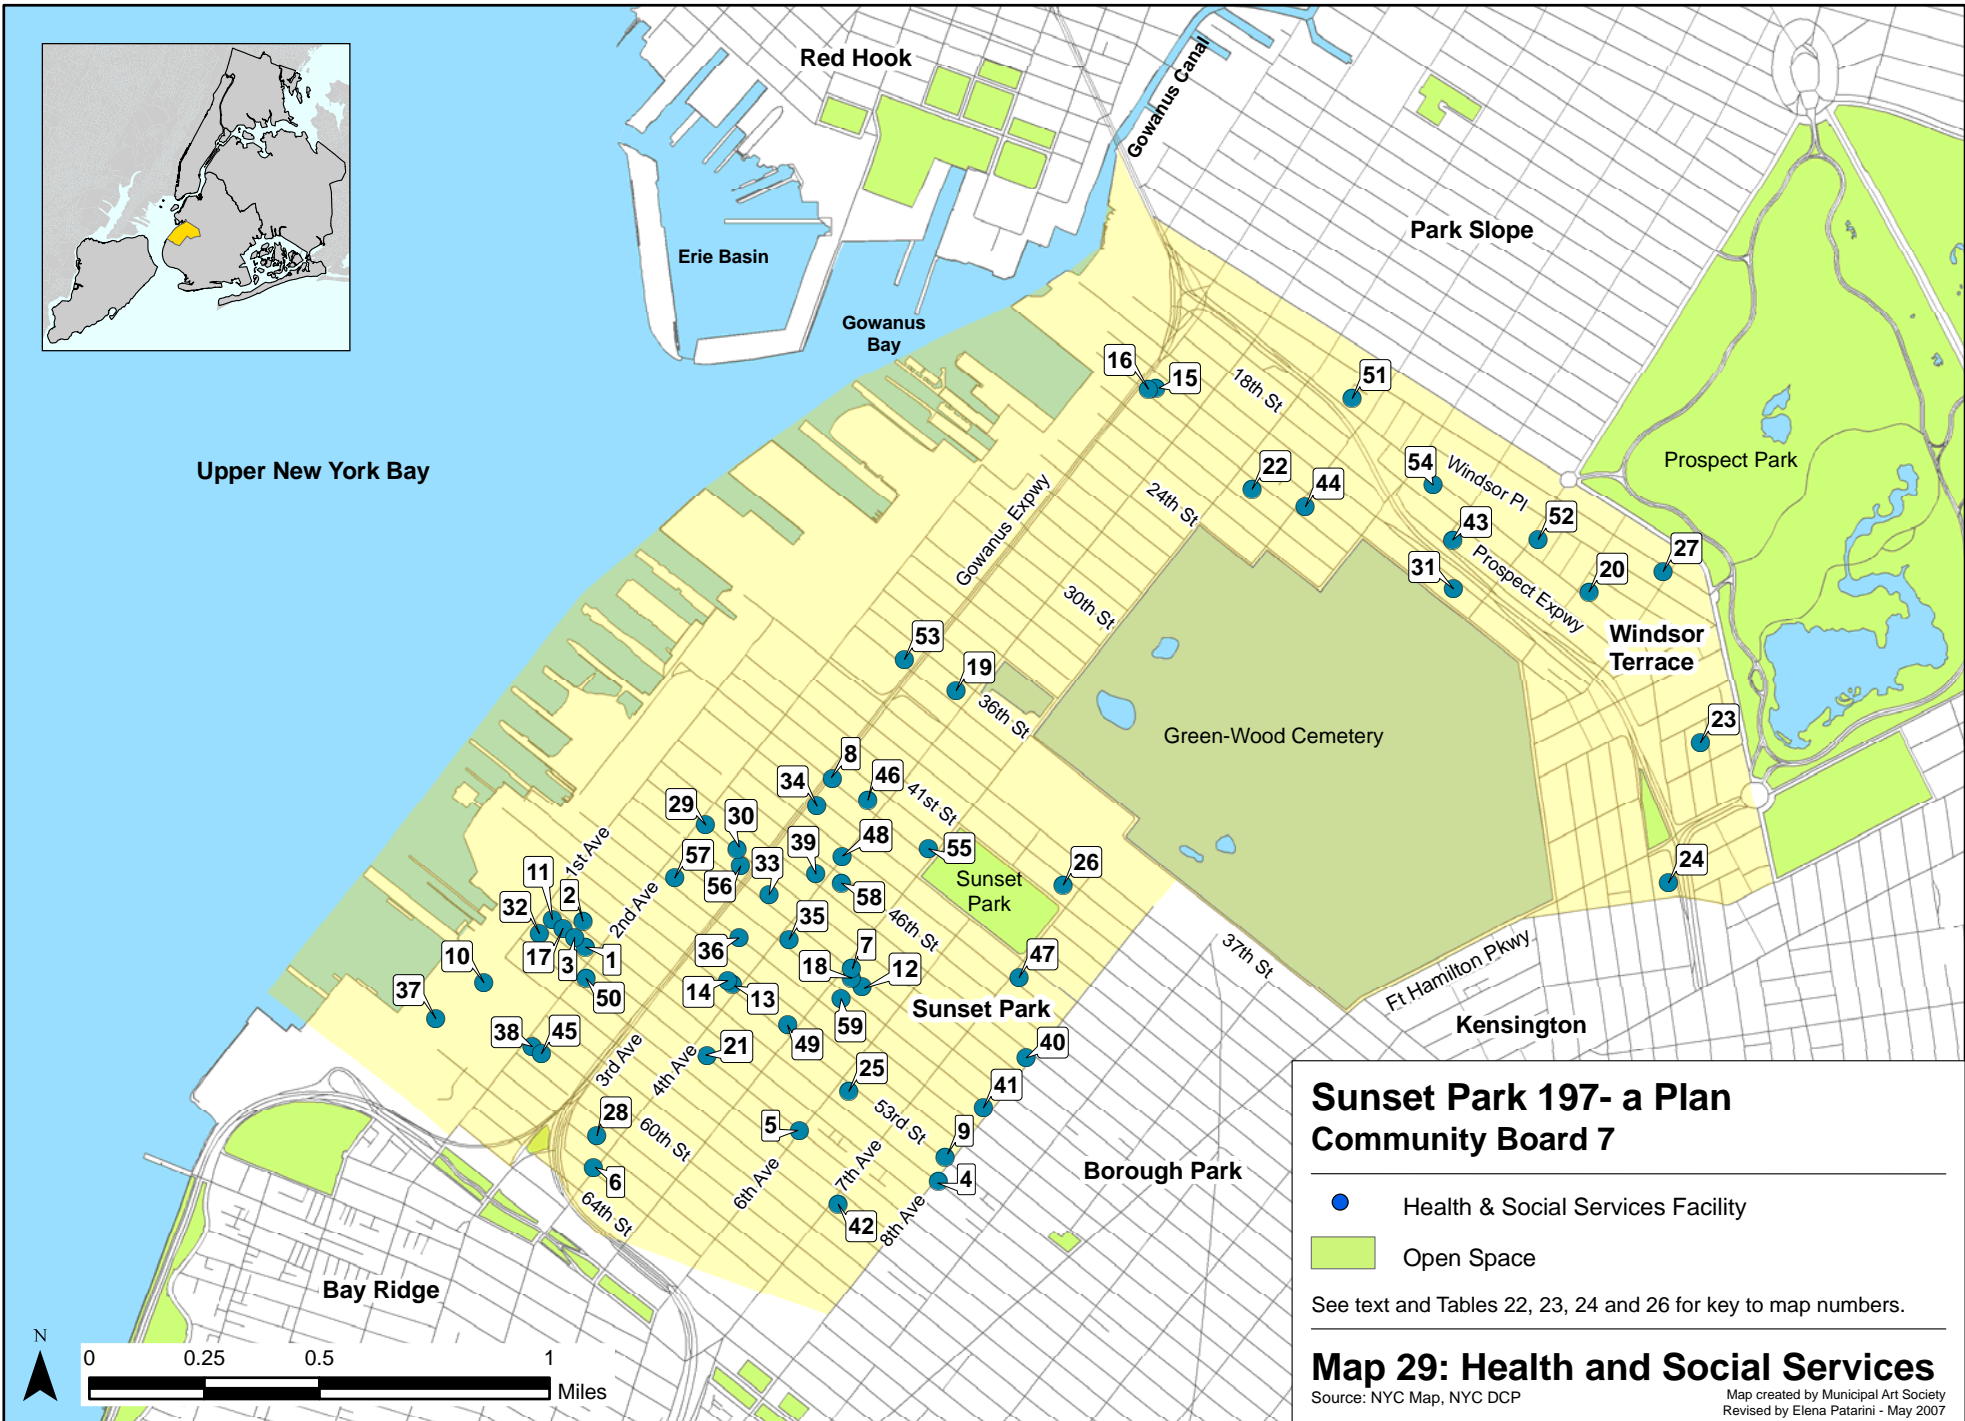 Red Hook
Gowanus Canal
Park Slope
Erie Basin
Gowanus
Bay
Upper New York Bay
Prospect Park
16
15
18th St
51
22
44
54
Windsor Pl
24th St
43
52
27
Gowanus Expwy
31
Prospect Expwy
20
30th St
Windsor
Terrace
53
19
36th St
Green-Wood Cemetery
23
8
34
46
41st St
29
30
1st Ave
39
48
55
57
56
33
58
Sunset
Park
26
24
11
2
32
2nd Ave
46th St
35
17
3
1
36
7
18
12
47
37th St
10
50
14
13
59
Sunset Park
Ft Hamilton Pkwy
37
38
45
49
Kensington
3rd Ave
4th Ave
21
40
25
41
28
60th St
5
53rd St
9
6
64th St
6th Ave
7th Ave
4
42
8th Ave
Borough Park
Bay Ridge
N
0 0.25 0.5 1
Miles
Sunset Park 197- a Plan
Community Board 7
Health & Social Services Facility
Open Space
See text and Tables 22, 23, 24 and 26 for key to map numbers.
Map 29: Health and Social Services
Source: NYC Map, NYC DCP
Map created by Municipal Art Society
Revised by Elena Patarini - May 2007